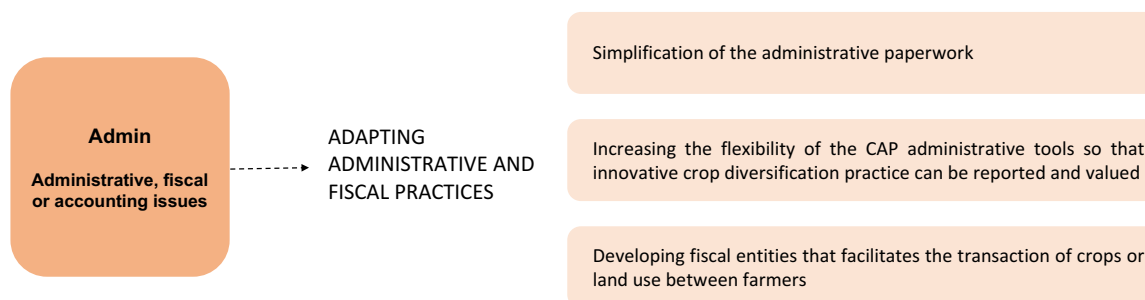 Admin
Administrative, fiscal
or accounting issues
ADAPTING
ADMINISTRATIVE AND
FISCAL PRACTICES
Simplification of the administrative paperwork
Increasing the flexibility of the CAP administrative tools so that
innovative crop diversification practice can be reported and valued
Developing fiscal entities that facilitates the transaction of crops or
land use between farmers